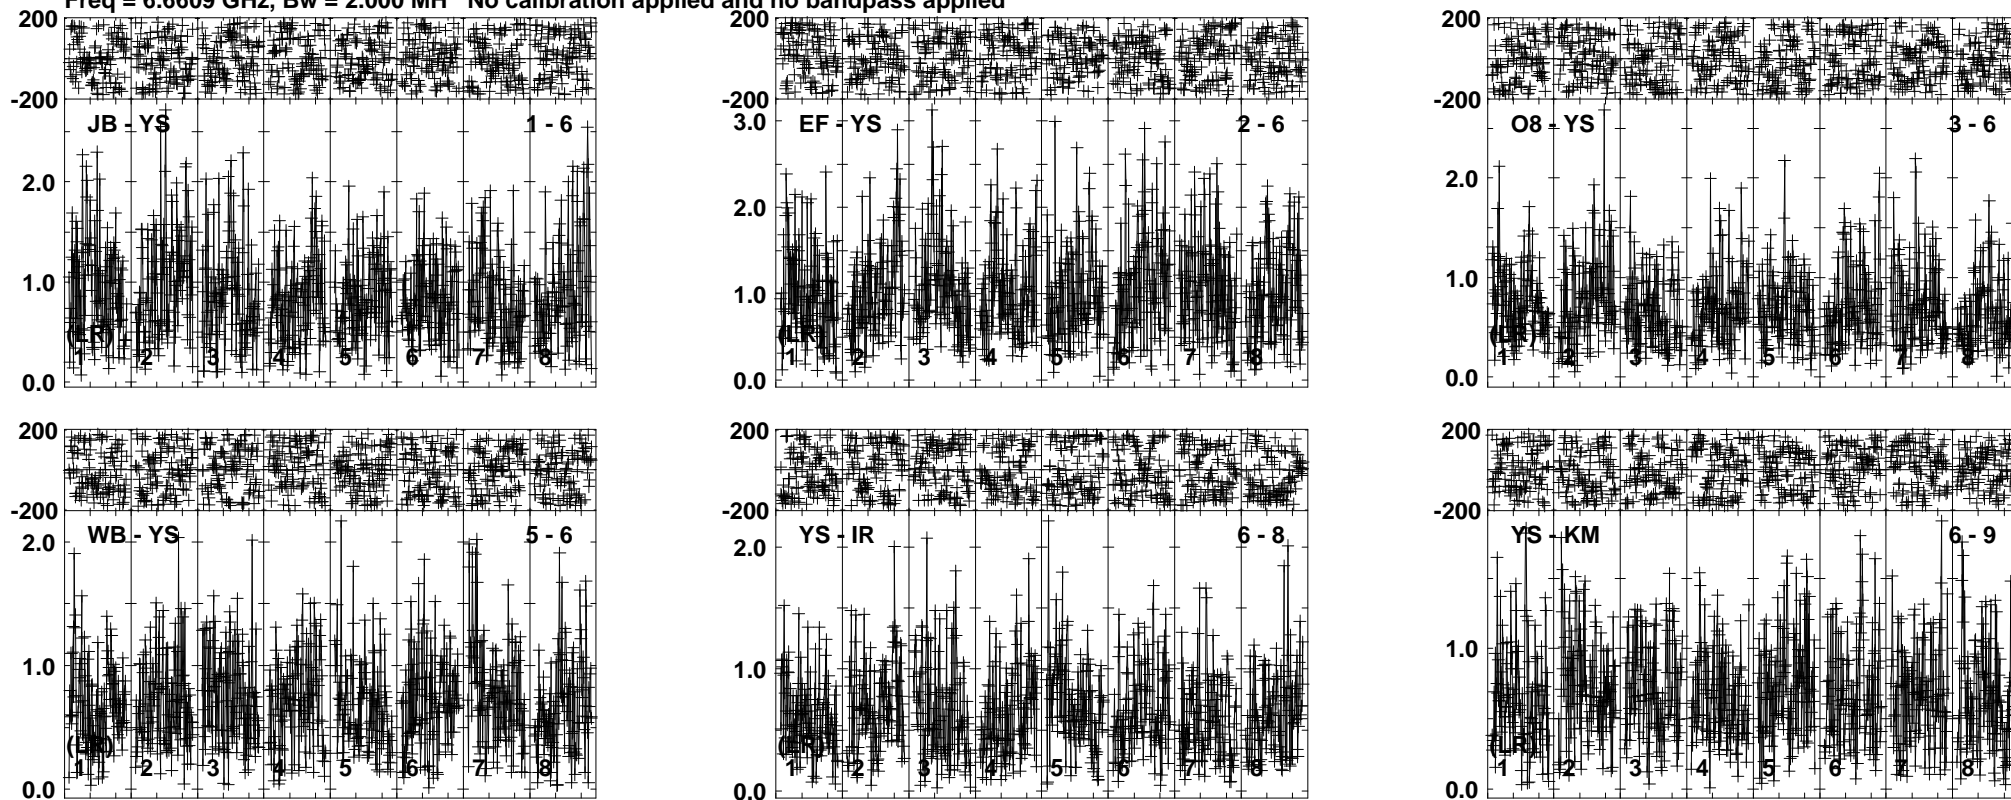 Freq = 6.6609 GHz, Bw = 2.000 MH No calibration applied and no bandpass applied
200
-200
JB - YS 1 - 6
2.0
1.0
0.0
(LR)
1 2 3 4 5 6 7 8
200
-200
3.0
EF - YS 2 - 6
2.0
1.0
0.0
(LR)
1 2 3 4 5 6 7 8
200
-200
O8 - YS 3 - 6
2.0
1.0
0.0
(LR)
1 2 3 4 5 6 7 8
200
-200
WB - YS 5 - 6
2.0
1.0
0.0
(LR)
1 2 3 4 5 6 7 8
200
-200
YS - IR 6 - 8
2.0
1.0
0.0
(LR)
1 2 3 4 5 6 7 8
200
-200
YS - KM 6 - 9
1.0
0.0
(LR)
1 2 3 4 5 6 7 8